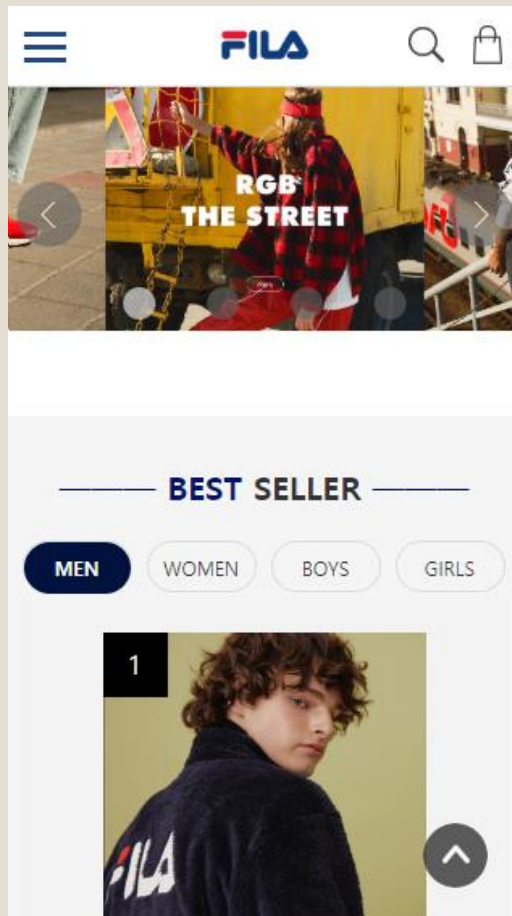 FILA
RGB
THE STREET
BEST SELLER
MEN
WOMEN
BOYS
GIRLS
1
FILA